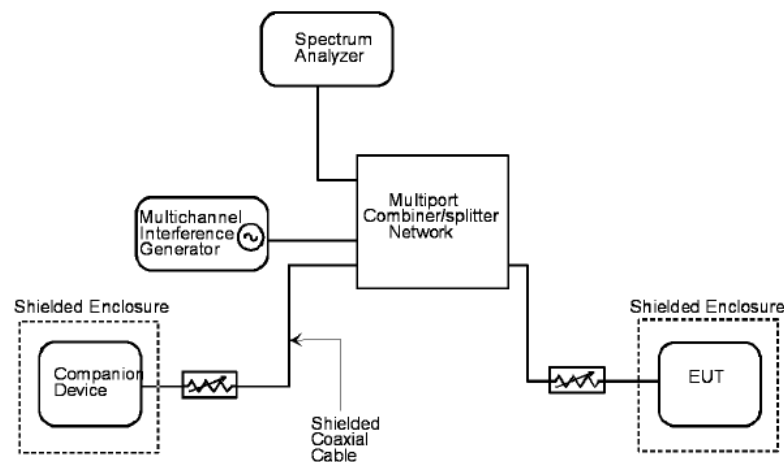 Spectrum
Analyzer
Multiport
Combiner/splitter
Network
Multichannel
Interference
Generator
Shielded Enclosure
Shielded Enclosure
Companion
Device
EUT
Shielded
Coaxial
Cable